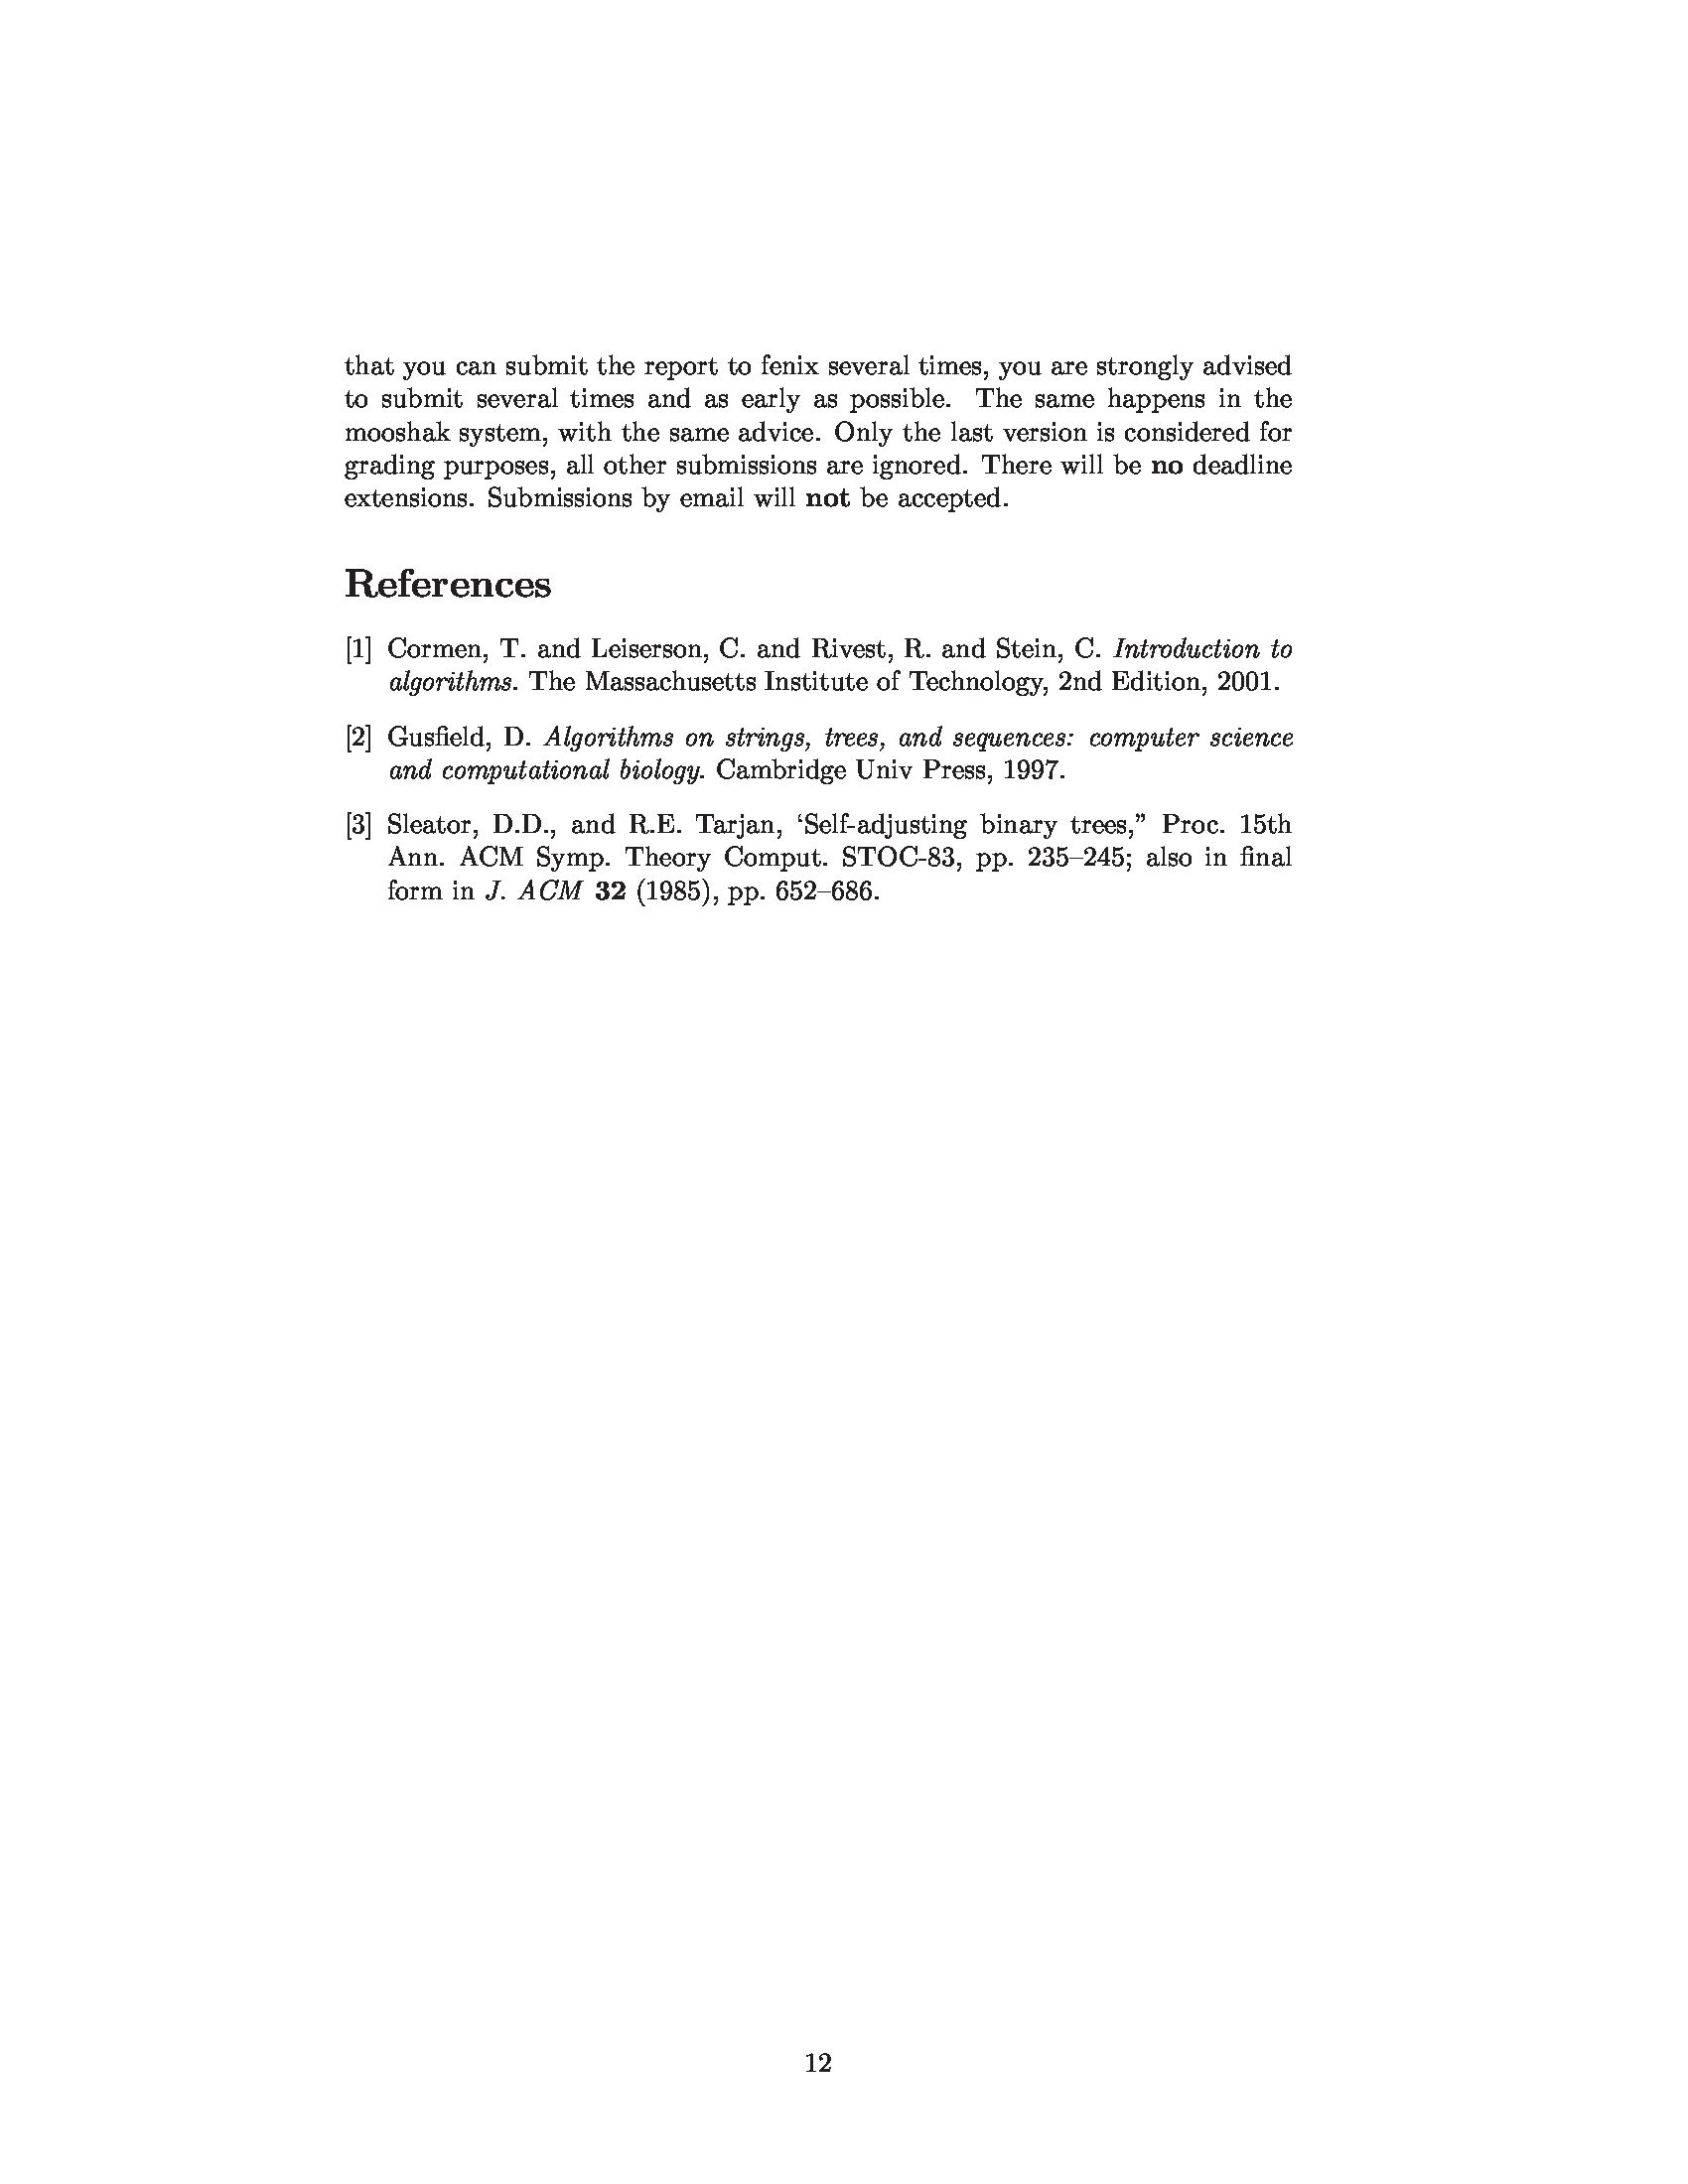 that you can submit the report to fenix several times, you are strongly advised
to submit several times and as early as possible. The same happens in the
mooshak system, with the same advice. Only the last version is considered for
grading purposes, all other submissions are ignored. There will be no deadline
extensions. Submissions by email will not be accepted.
References
[1] Cormen, T. and Leiserson, C. and Rivest, R. and Stein, C. Introduction to
algorithms. The Massachusetts Institute of Technology, 2nd Edition, 2001.
[2] Gusfield, D. Algorithms on strings, trees, and sequences: computer science
and computational biology. Cambridge Univ Press, 1997.
[3] Sleator, D.D., and R.E. Tarjan, ‘Self-adjusting binary trees,” Proc. 15th
Ann. ACM Symp. Theory Comput. STOC-83, pp. 235–245; also in final
form in J. ACM 32 (1985), pp. 652–686.
12